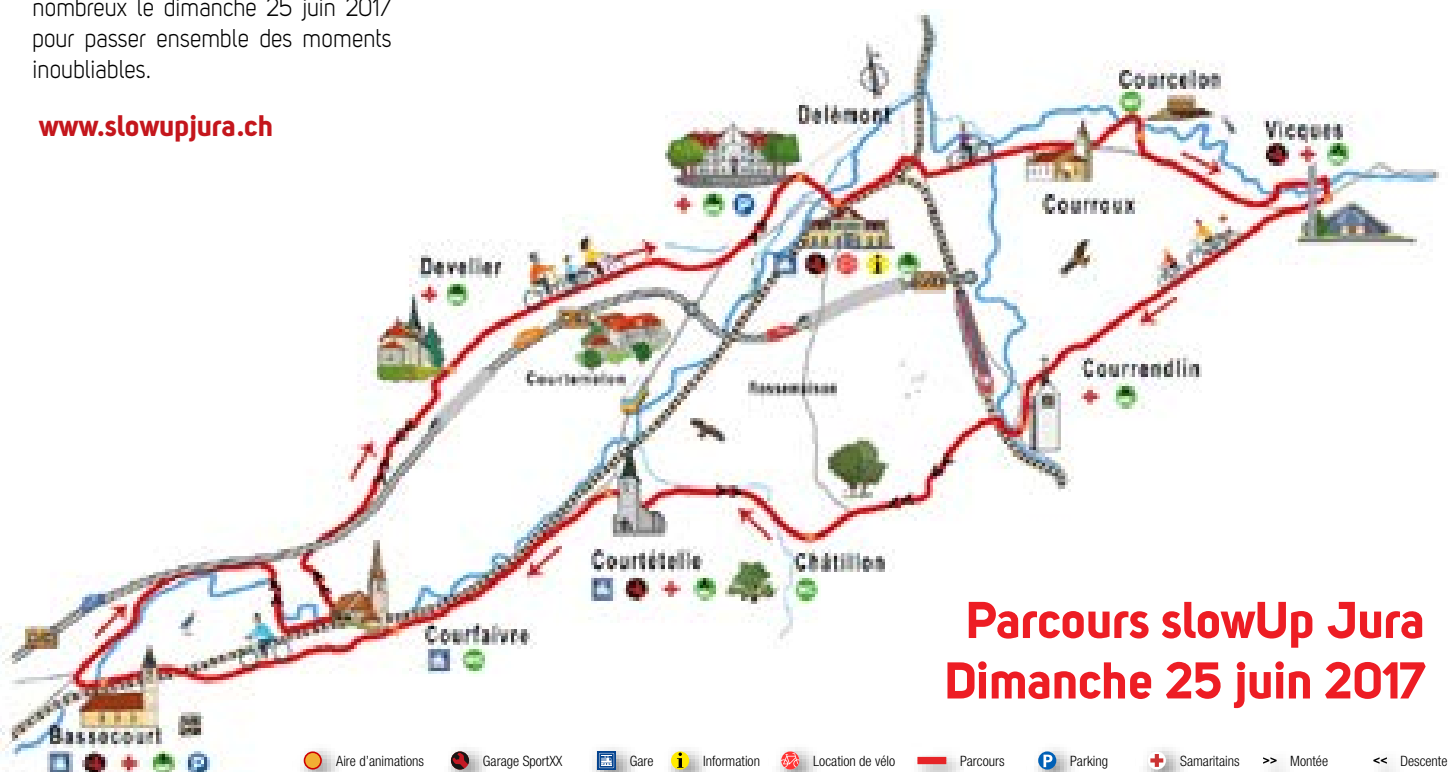 nombreux le dimanche 25 juin 2017
pour passer ensemble des moments
inoubliables.
www.slowupjura.ch
Delémont
Courcelon
Vicques
Courroux
Develier
Courtemelon
Rossemaison
Courrendlin
Courtételle
Châtillon
Courfaivre
Bassecourt
Parcours slowUp Jura
Dimanche 25 juin 2017
Aire d'animations Garage SportXX Gare i Information Location de vélo Parcours P Parking Samaritains >> Montée << Descente